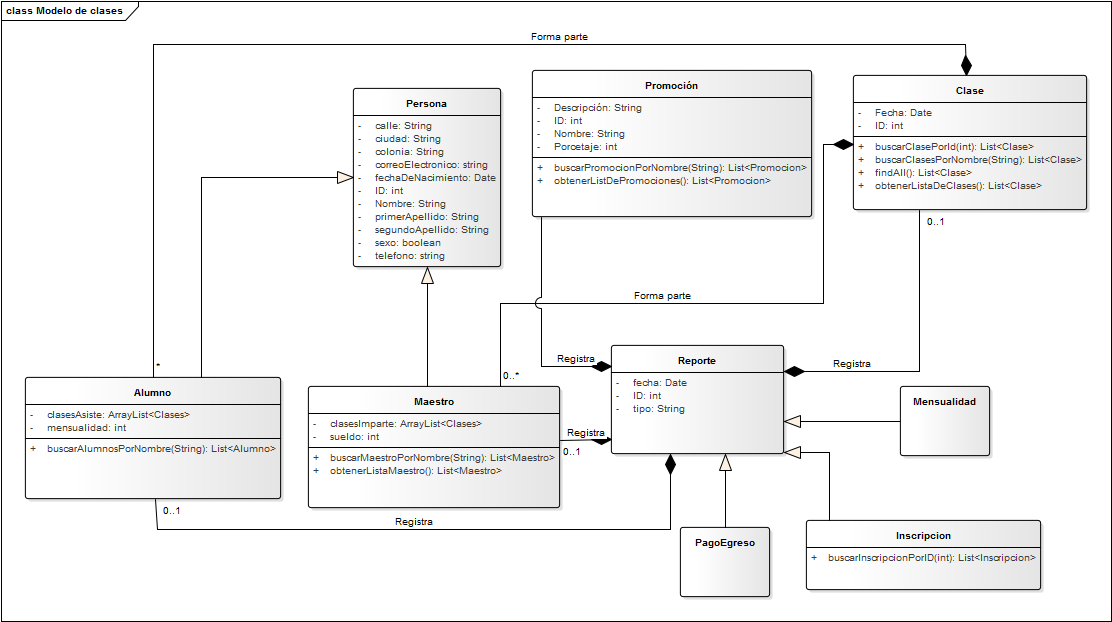 class Modelo de clases
Forma parte
Persona
- calle: String
- ciudad: String
- colonia: String
- correoElectronico: string
- fechaDeNacimiento: Date
- ID: int
- Nombre: String
- primerApellido: String
- segundoApellido: String
- sexo: boolean
- telefono: string
Promoción
- Descripción: String
- ID: int
- Nombre: String
- Porcetaje: int
+ buscarPromocionPorNombre(String): List<Promocion>
+ obtenerListDePromociones(): List<Promocion>
Clase
- Fecha: Date
- ID: int
+ buscarClasePorId(int): List<Clase>
+ buscarClasesPorNombre(String): List<Clase>
+ findAll(): List<Clase>
+ obtenerListaDeClases(): List<Clase>
0..1
Forma parte
*
0..*
Registra
Registra
Alumno
- clasesAsiste: ArrayList<Clases>
- mensualidad: int
+ buscarAlumnosPorNombre(String): List<Alumno>
0..1
Maestro
- clasesImparte: ArrayList<Clases>
- sueldo: int
+ buscarMaestroPorNombre(String): List<Maestro>
+ obtenerListaMaestro(): List<Maestro>
Registra
0..1
Reporte
- fecha: Date
- ID: int
- tipo: String
Mensualidad
Registra
PagoEgreso
Inscripcion
+ buscarInscripcionPorID(int): List<Inscripcion>